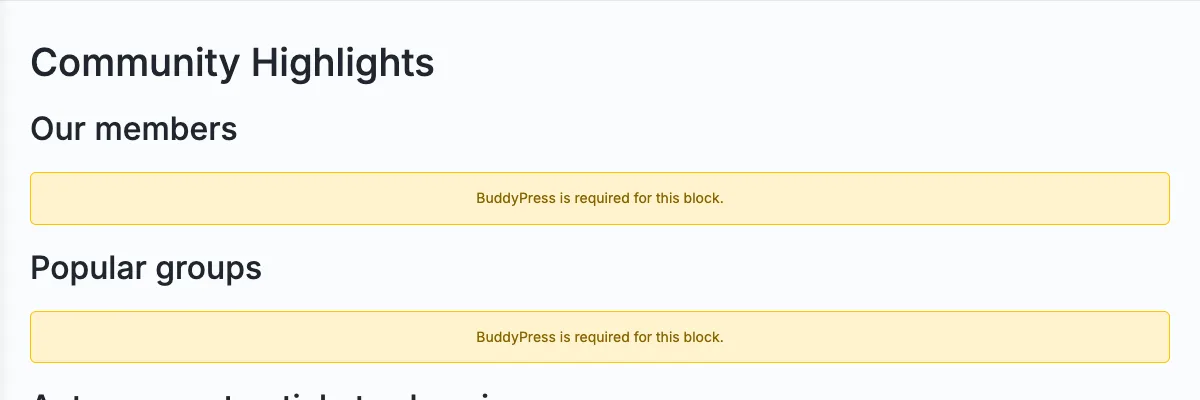 Community Highlights
Our members
BuddyPress is required for this block.
Popular groups
BuddyPress is required for this block.